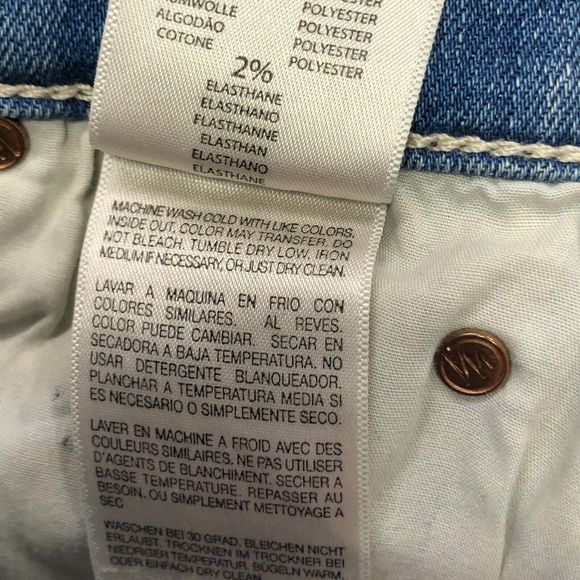 ALGODÃO
COTONE
POLYESTER
POLYESTER
POLYESTER
POLYESTER
POLYESTER
2%
ELASTHANE
ELASTHANO
ELASTHANNE
ELASTHAN
ELASTHANO
ELASTHANE
MACHINE WASH COLD WITH LIKE COLORS,
INSIDE OUT, COLOR MAY TRANSFER. DO
NOT BLEACH. TUMBLE DRY LOW, IRON
MEDIUM IF NECESSARY, OR JUST DRY CLEAN.
LAVAR A MAQUINA EN FRIO CON
COLORES SIMILARES. AL REVES.
COLOR PUEDE CAMBIAR. SECAR EN
SECADORA A BAJA TEMPERATURA. NO
USAR DETERGENTE BLANQUEADOR.
PLANCHAR A TEMPERATURA MEDIA SI
ES NECESARIO O SIMPLEMENTE SECO.
LAVER EN MACHINE A FROID AVEC DES
COULEURS SIMILAIRES. NE PAS UTILISER
D'AGENTS DE BLANCHIMENT. SECHER A
BASSE TEMPERATURE. REPASSER AU
BESOIN. OU SIMPLEMENT METTOYAGE A
SEC
WASCHEN BEI 30 GRAD, BLEICHEN NICHT
ERLAUBT, TROCKNEN IM TROCKNER BEI
NIEDRIGER TEMPERATUR, BÜGELN WARM,
ODER EINFACH DRY CLEAN